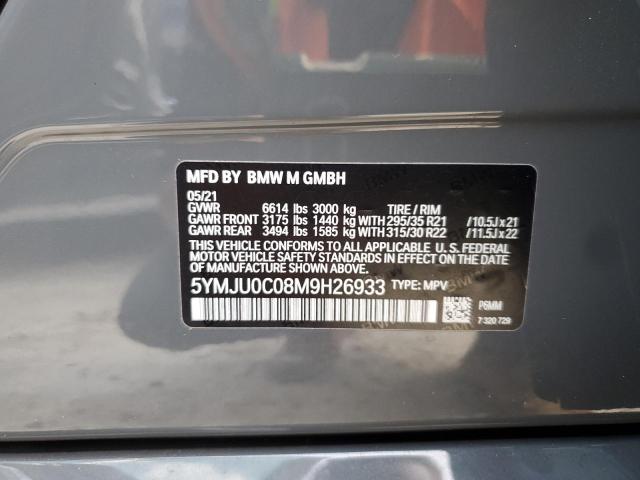 MFD BY BMW M GMBH
05/21
GVWR 6614 lbs 3000 kg TIRE / RIM
GAWR FRONT 3175 lbs 1440 kg WITH 295/35 R21 /10.5J x 21
GAWR REAR 3494 lbs 1585 kg WITH 315/30 R22 /11.5J x 22
THIS VEHICLE CONFORMS TO ALL APPLICABLE U. S. FEDERAL
MOTOR VEHICLE SAFETY STANDARDS IN EFFECT ON THE DATE
OF MANUFACTURE SHOWN ABOVE.
5YMJU0C08M9H26933 TYPE: MPV
P6MM
7 320 729